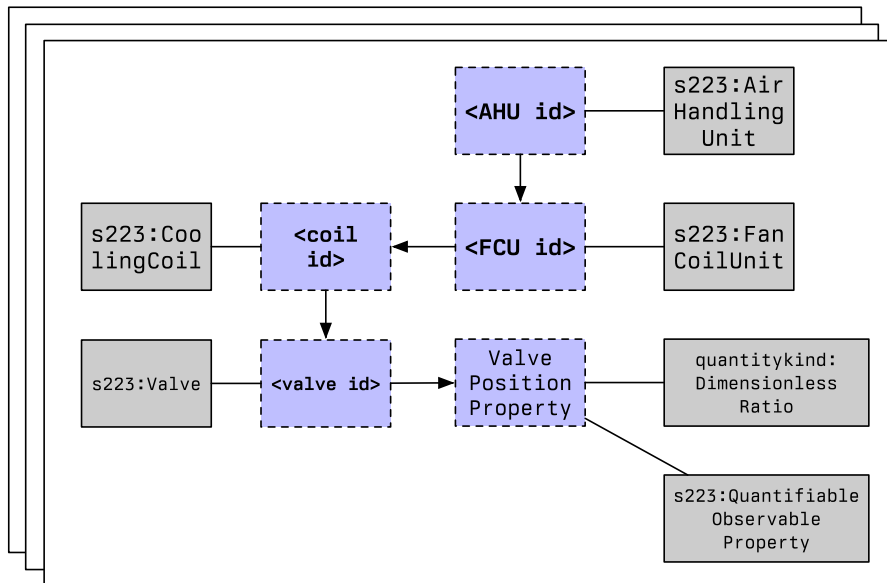 <AHU id>
s223:Air
Handling
Unit
s223:Coo
lingCoil
<coil
id>
<FCU id>
s223:Fan
CoilUnit
s223:Valve
<valve id>
Valve
Position
Property
quantitykind:
Dimensionless
Ratio
s223:Quantifiable
Observable
Property